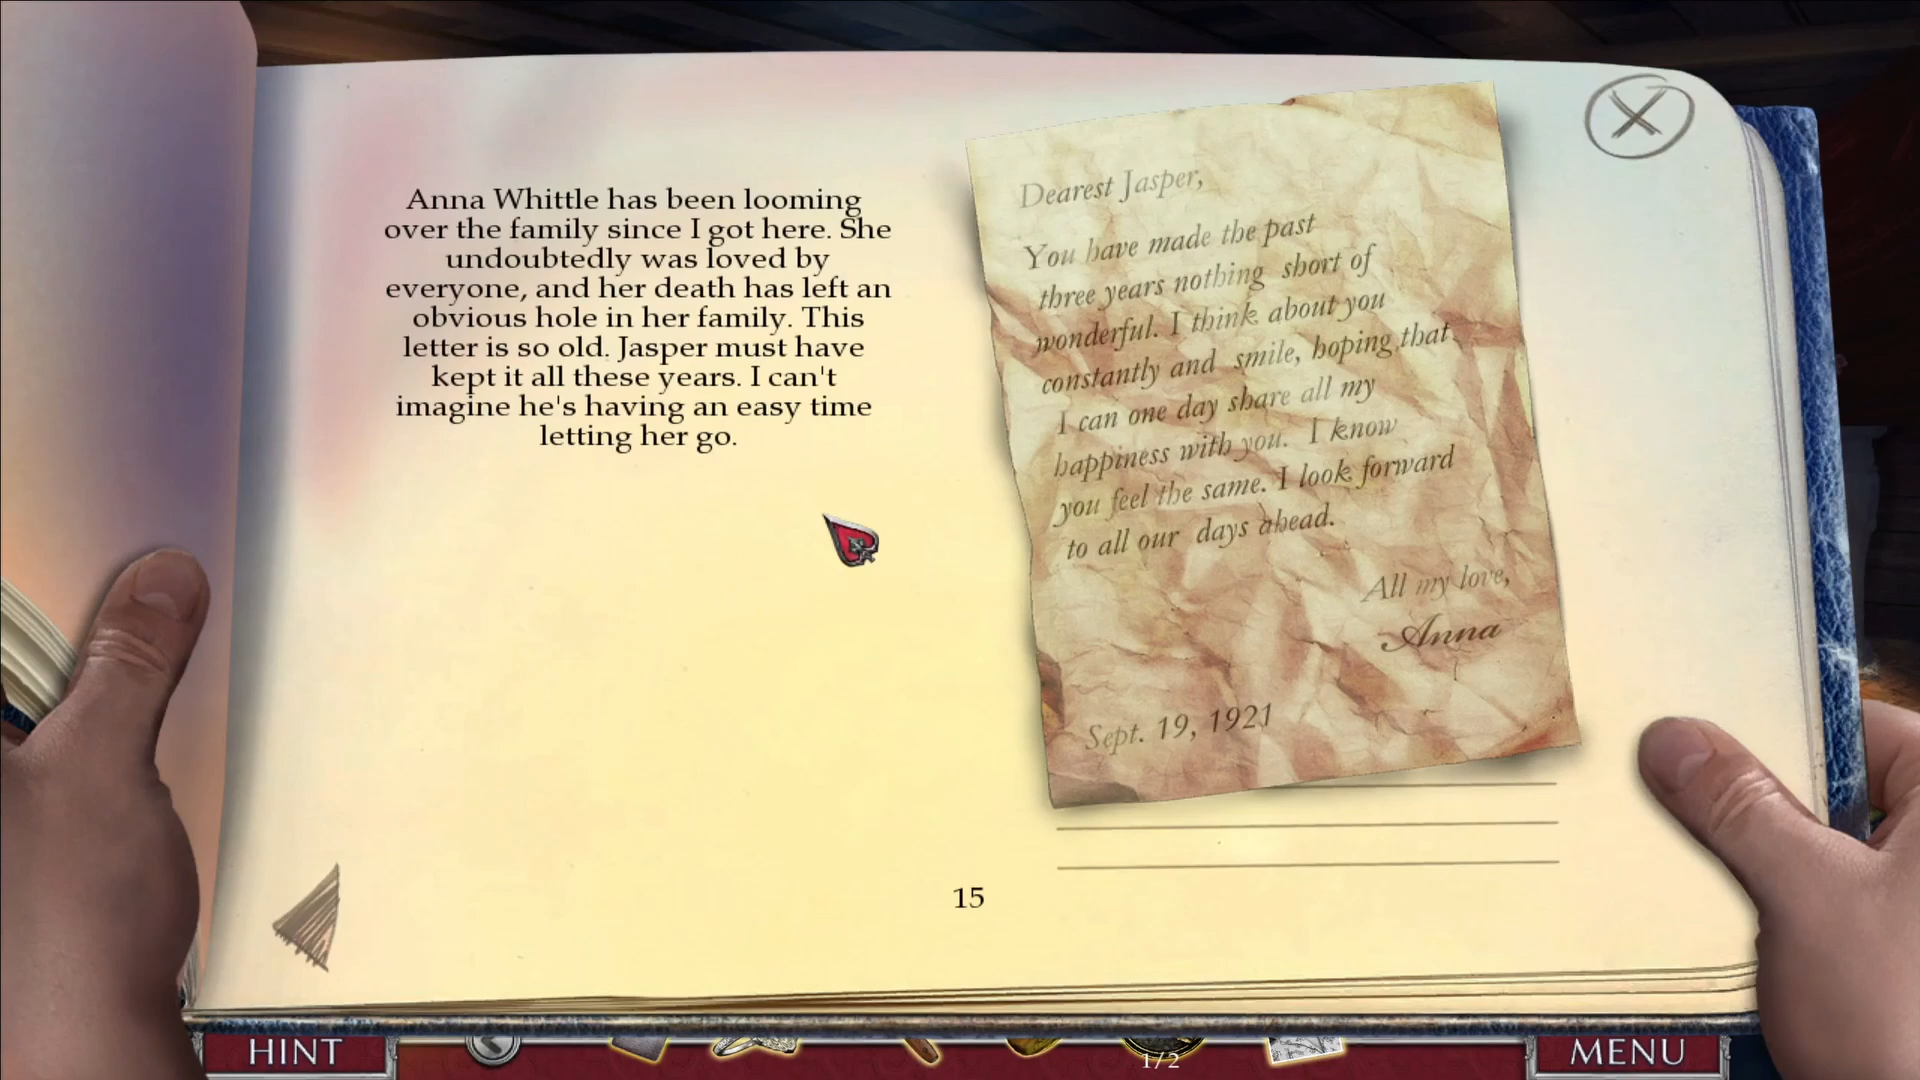 Anna Whittle has been looming
over the family since I got here. She
undoubtedly was loved by
everyone, and her death has left an
obvious hole in her family. This
letter is so old. Jasper must have
kept it all these years. I can't
imagine he's having an easy time
letting her go.
Dearest Jasper,
You have made the past
three years nothing short of
wonderful. I think about you
constantly and smile, hoping that
I can one day share all my
happiness with you. I know
you feel the same. I look forward
to all our days ahead.
All my love,
Anna
Sept. 19, 1921
15
HINT
1/2
MENU